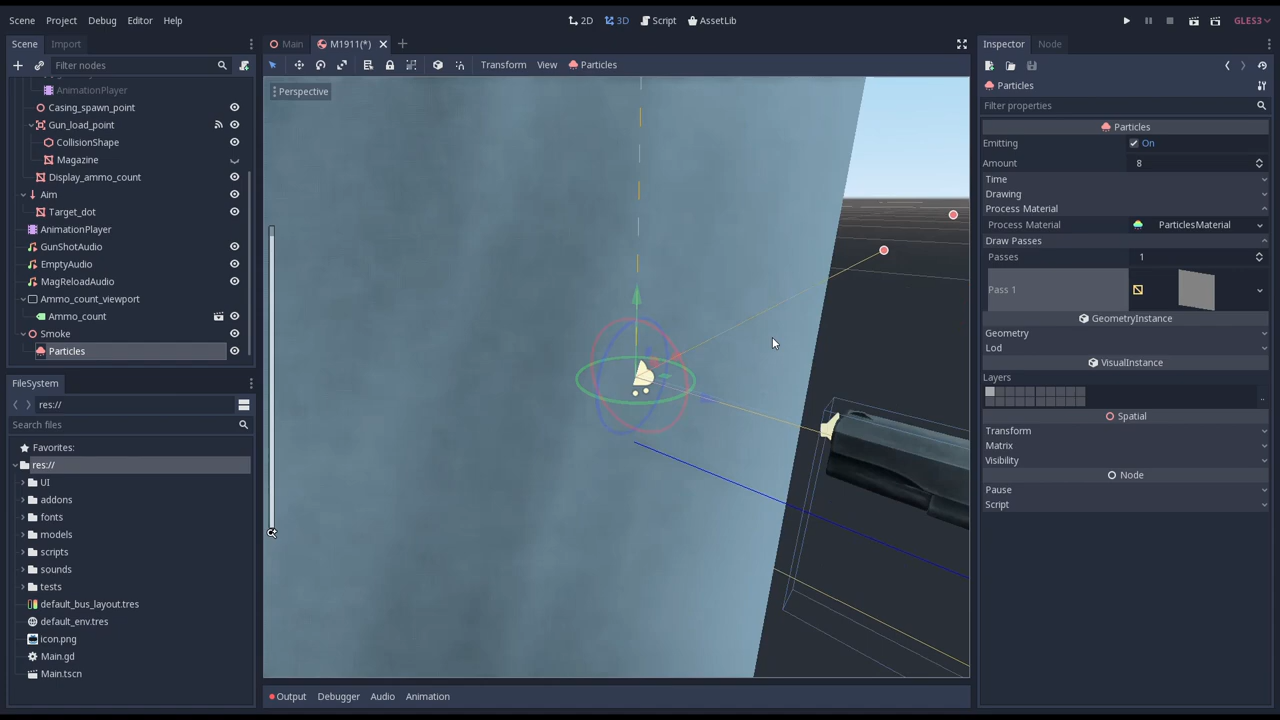 Scene Project Debug Editor Help
2D 3D Script AssetLib
GLES3
Scene Import
Main M1911(*)
Inspector Node
Filter nodes
Transform View Particles
Perspective
AnimationPlayer
Casing_spawn_point
Gun_load_point
CollisionShape
Magazine
Display_ammo_count
Aim
Target_dot
AnimationPlayer
GunShotAudio
EmptyAudio
MagReloadAudio
Ammo_count_viewport
Ammo_count
Smoke
Particles
FileSystem
res://
Search files
Favorites:
res://
UI
addons
fonts
models
scripts
sounds
tests
default_bus_layout.tres
default_env.tres
icon.png
Main.gd
Main.tscn
Output Debugger Audio Animation
Particles
Filter properties
Particles
Emitting On
Amount 8
Time
Drawing
Process Material
Process Material ParticlesMaterial
Draw Passes
Passes 1
Pass 1
GeometryInstance
Geometry
Lod
VisualInstance
Layers
..
Spatial
Transform
Matrix
Visibility
Node
Pause
Script